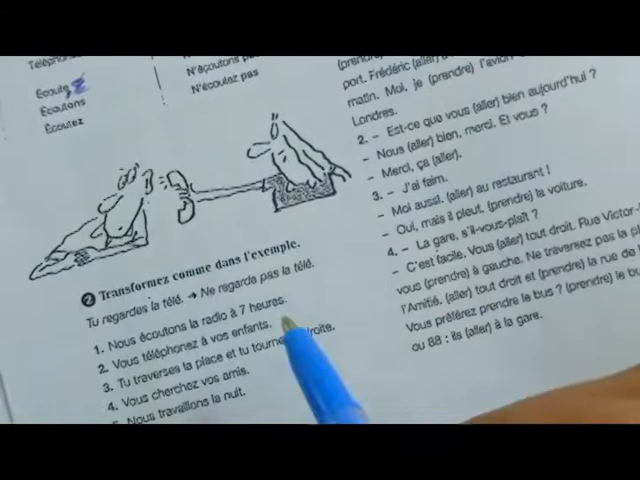 Écoute
Écoutons
Écoutez
N'écoutez pas
❷ Transformez comme dans l'exemple.
Tu regardes la télé. → Ne regarde pas la télé.
1. Nous écoutons la radio à 7 heures.
2. Vous téléphonez à vos enfants.
3. Tu traverses la place et tu droite.
4. Vous cherchez vos amis.
Nous travaillons la nuit.
port. Frédéric (aller)
matin. Moi, je (prendre) l'avion
Londres.
2. – Est-ce que vous (aller) bien aujourd'hui ?
– Nous (aller) bien, merci. Et vous ?
– Merci, ça (aller).
3. – J'ai faim.
– Moi aussi. (aller) au restaurant !
– Oui, mais il pleut. (prendre) la voiture.
4. – La gare, s'il-vous-plaît ?
– C'est facile. Vous (aller) tout droit. Rue Victor-
vous (prendre) à gauche. Ne traversez pas la
l'Amitié. (aller) tout droit et (prendre) la rue de
Vous préférez prendre le bus ? (prendre) le
ou 88 : ils (aller) à la gare.